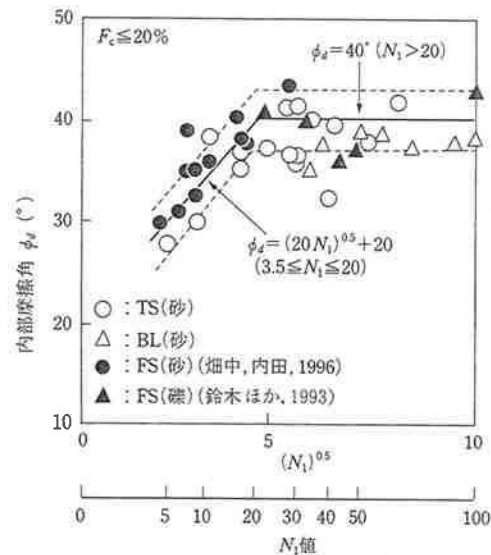 F_c≦20%
φ_d=40° (N_1>20)
φ_d=(20N_1)^0.5+20
(3.5≦N_1≦20)
○ : TS(砂)
△ : BL(砂)
● : FS(砂)(畑中, 内田, 1996)
▲ : FS(礫)(鈴木ほか, 1993)
内部摩擦角 φ_d (°)
50
40
30
20
10
0 5 10
(N_1)^0.5
0 5 10 20 30 40 50 100
N_1値